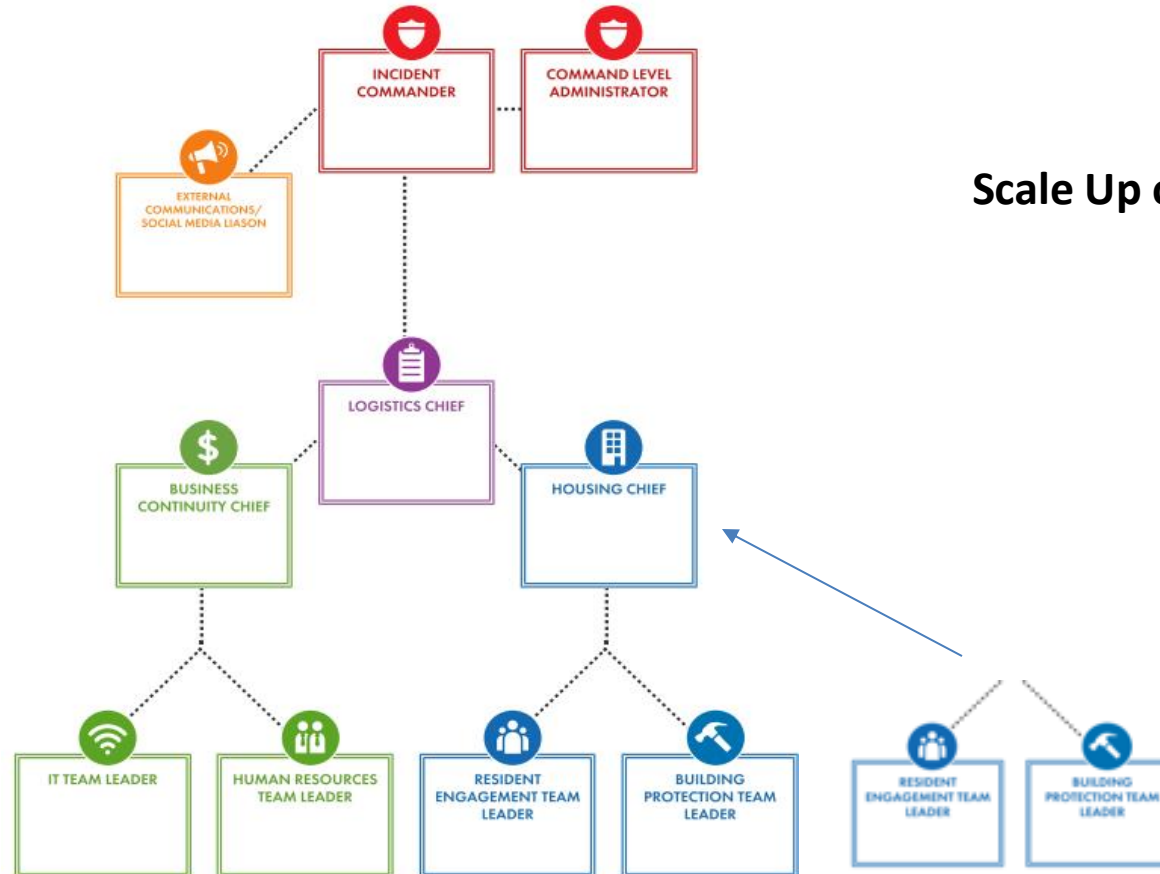 INCIDENT
COMMANDER
COMMAND LEVEL
ADMINISTRATOR
EXTERNAL
COMMUNICATIONS/
SOCIAL MEDIA LIASON
Scale Up
LOGISTICS CHIEF
$
BUSINESS
CONTINUITY CHIEF
HOUSING CHIEF
IT TEAM LEADER
HUMAN RESOURCES
TEAM LEADER
RESIDENT
ENGAGEMENT TEAM
LEADER
BUILDING
PROTECTION TEAM
LEADER
RESIDENT
ENGAGEMENT TEAM
LEADER
BUILDING
PROTECTION TEAM
LEADER